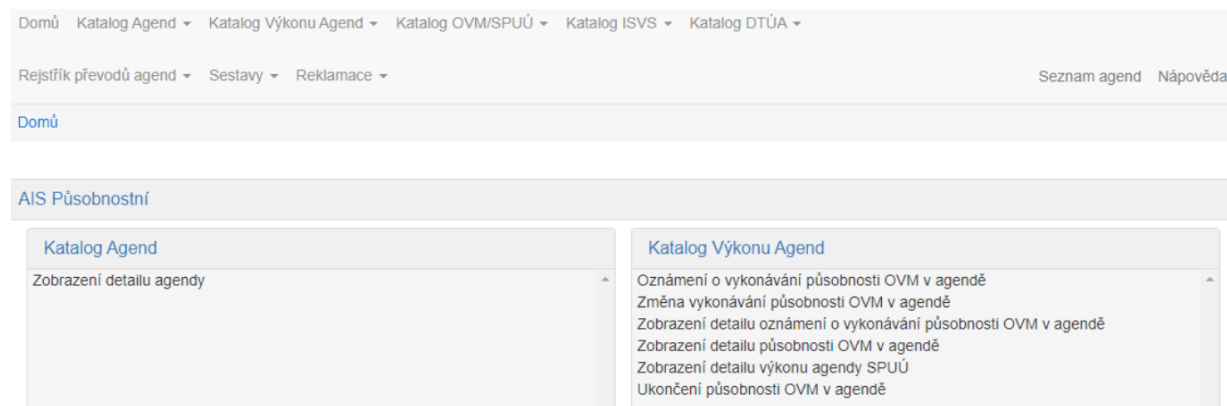 Domů Katalog Agend Katalog Výkonu Agend Katalog OVM/SPUÚ Katalog ISVS Katalog DTÚA
Rejstřík převodů agend Sestavy Reklamace Seznam agend Nápověda
Domů
AIS Působnostní
Katalog Agend
Zobrazení detailu agendy
Katalog Výkonu Agend
Oznámení o vykonávání působnosti OVM v agendě
Změna vykonávání působnosti OVM v agendě
Zobrazení detailu oznámení o vykonávání působnosti OVM v agendě
Zobrazení detailu působnosti OVM v agendě
Zobrazení detailu výkonu agendy SPUÚ
Ukončení působnosti OVM v agendě